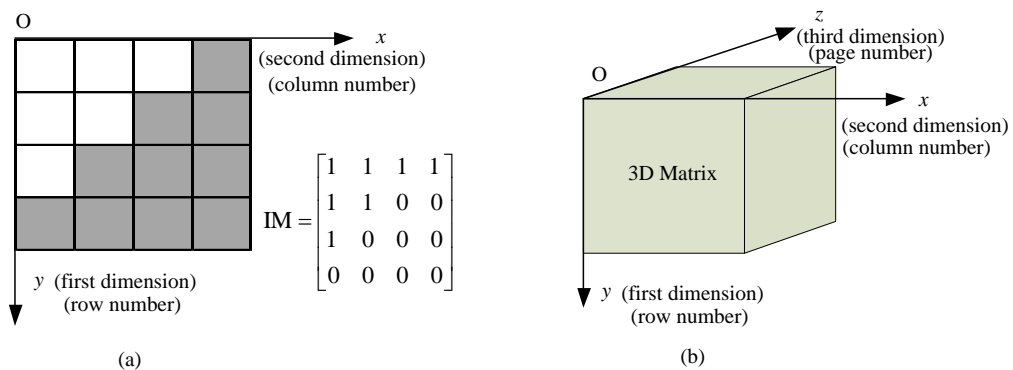 O
x
(second dimension)
(column number)
IM =
1 1 1 1
1 1 0 0
1 0 0 0
0 0 0 0
y (first dimension)
(row number)
(a)
z
(third dimension)
(page number)
O
x
(second dimension)
(column number)
3D Matrix
y (first dimension)
(row number)
(b)